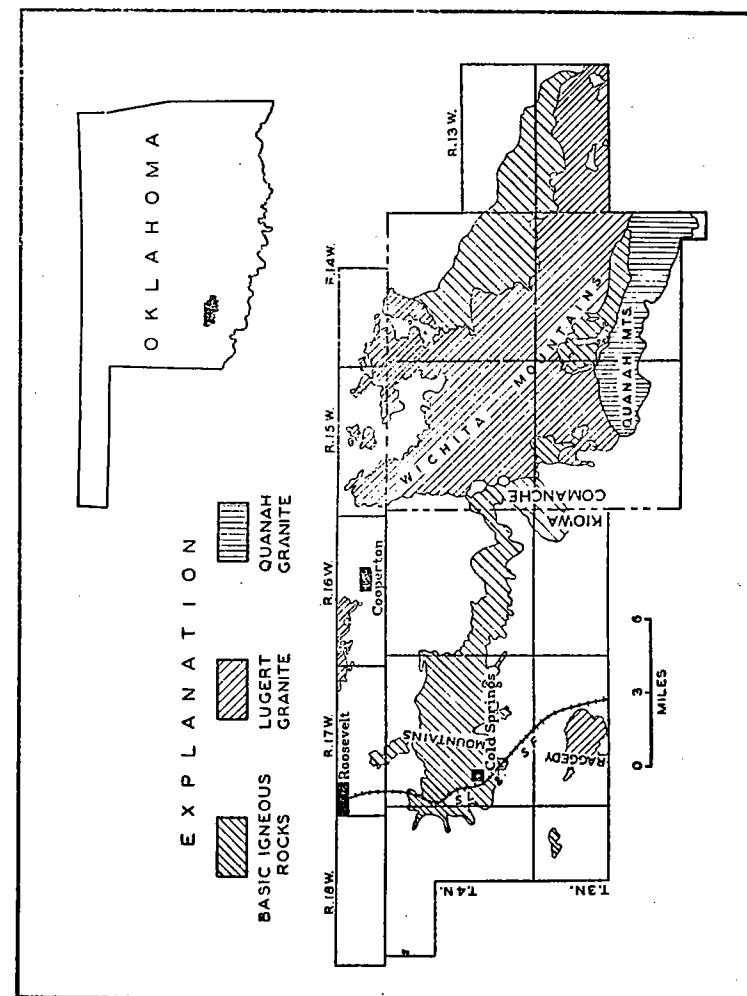 OKLAHOMA
EXPLANATION
BASIC IGNEOUS
ROCKS
LUGERT
GRANITE
QUANAH
GRANITE
R.18W.
R.17W.
R.16W.
R.15W.
R.14W.
R.13W.
Roosevelt
Cooperton
MOUNTAINS
Cold Springs
WICHITA MOUNTAINS
QUANAH MTS.
KIOWA
COMANCHE
SF
RAGGEDY
T.4N.
T.3N.
0 3 6
MILES